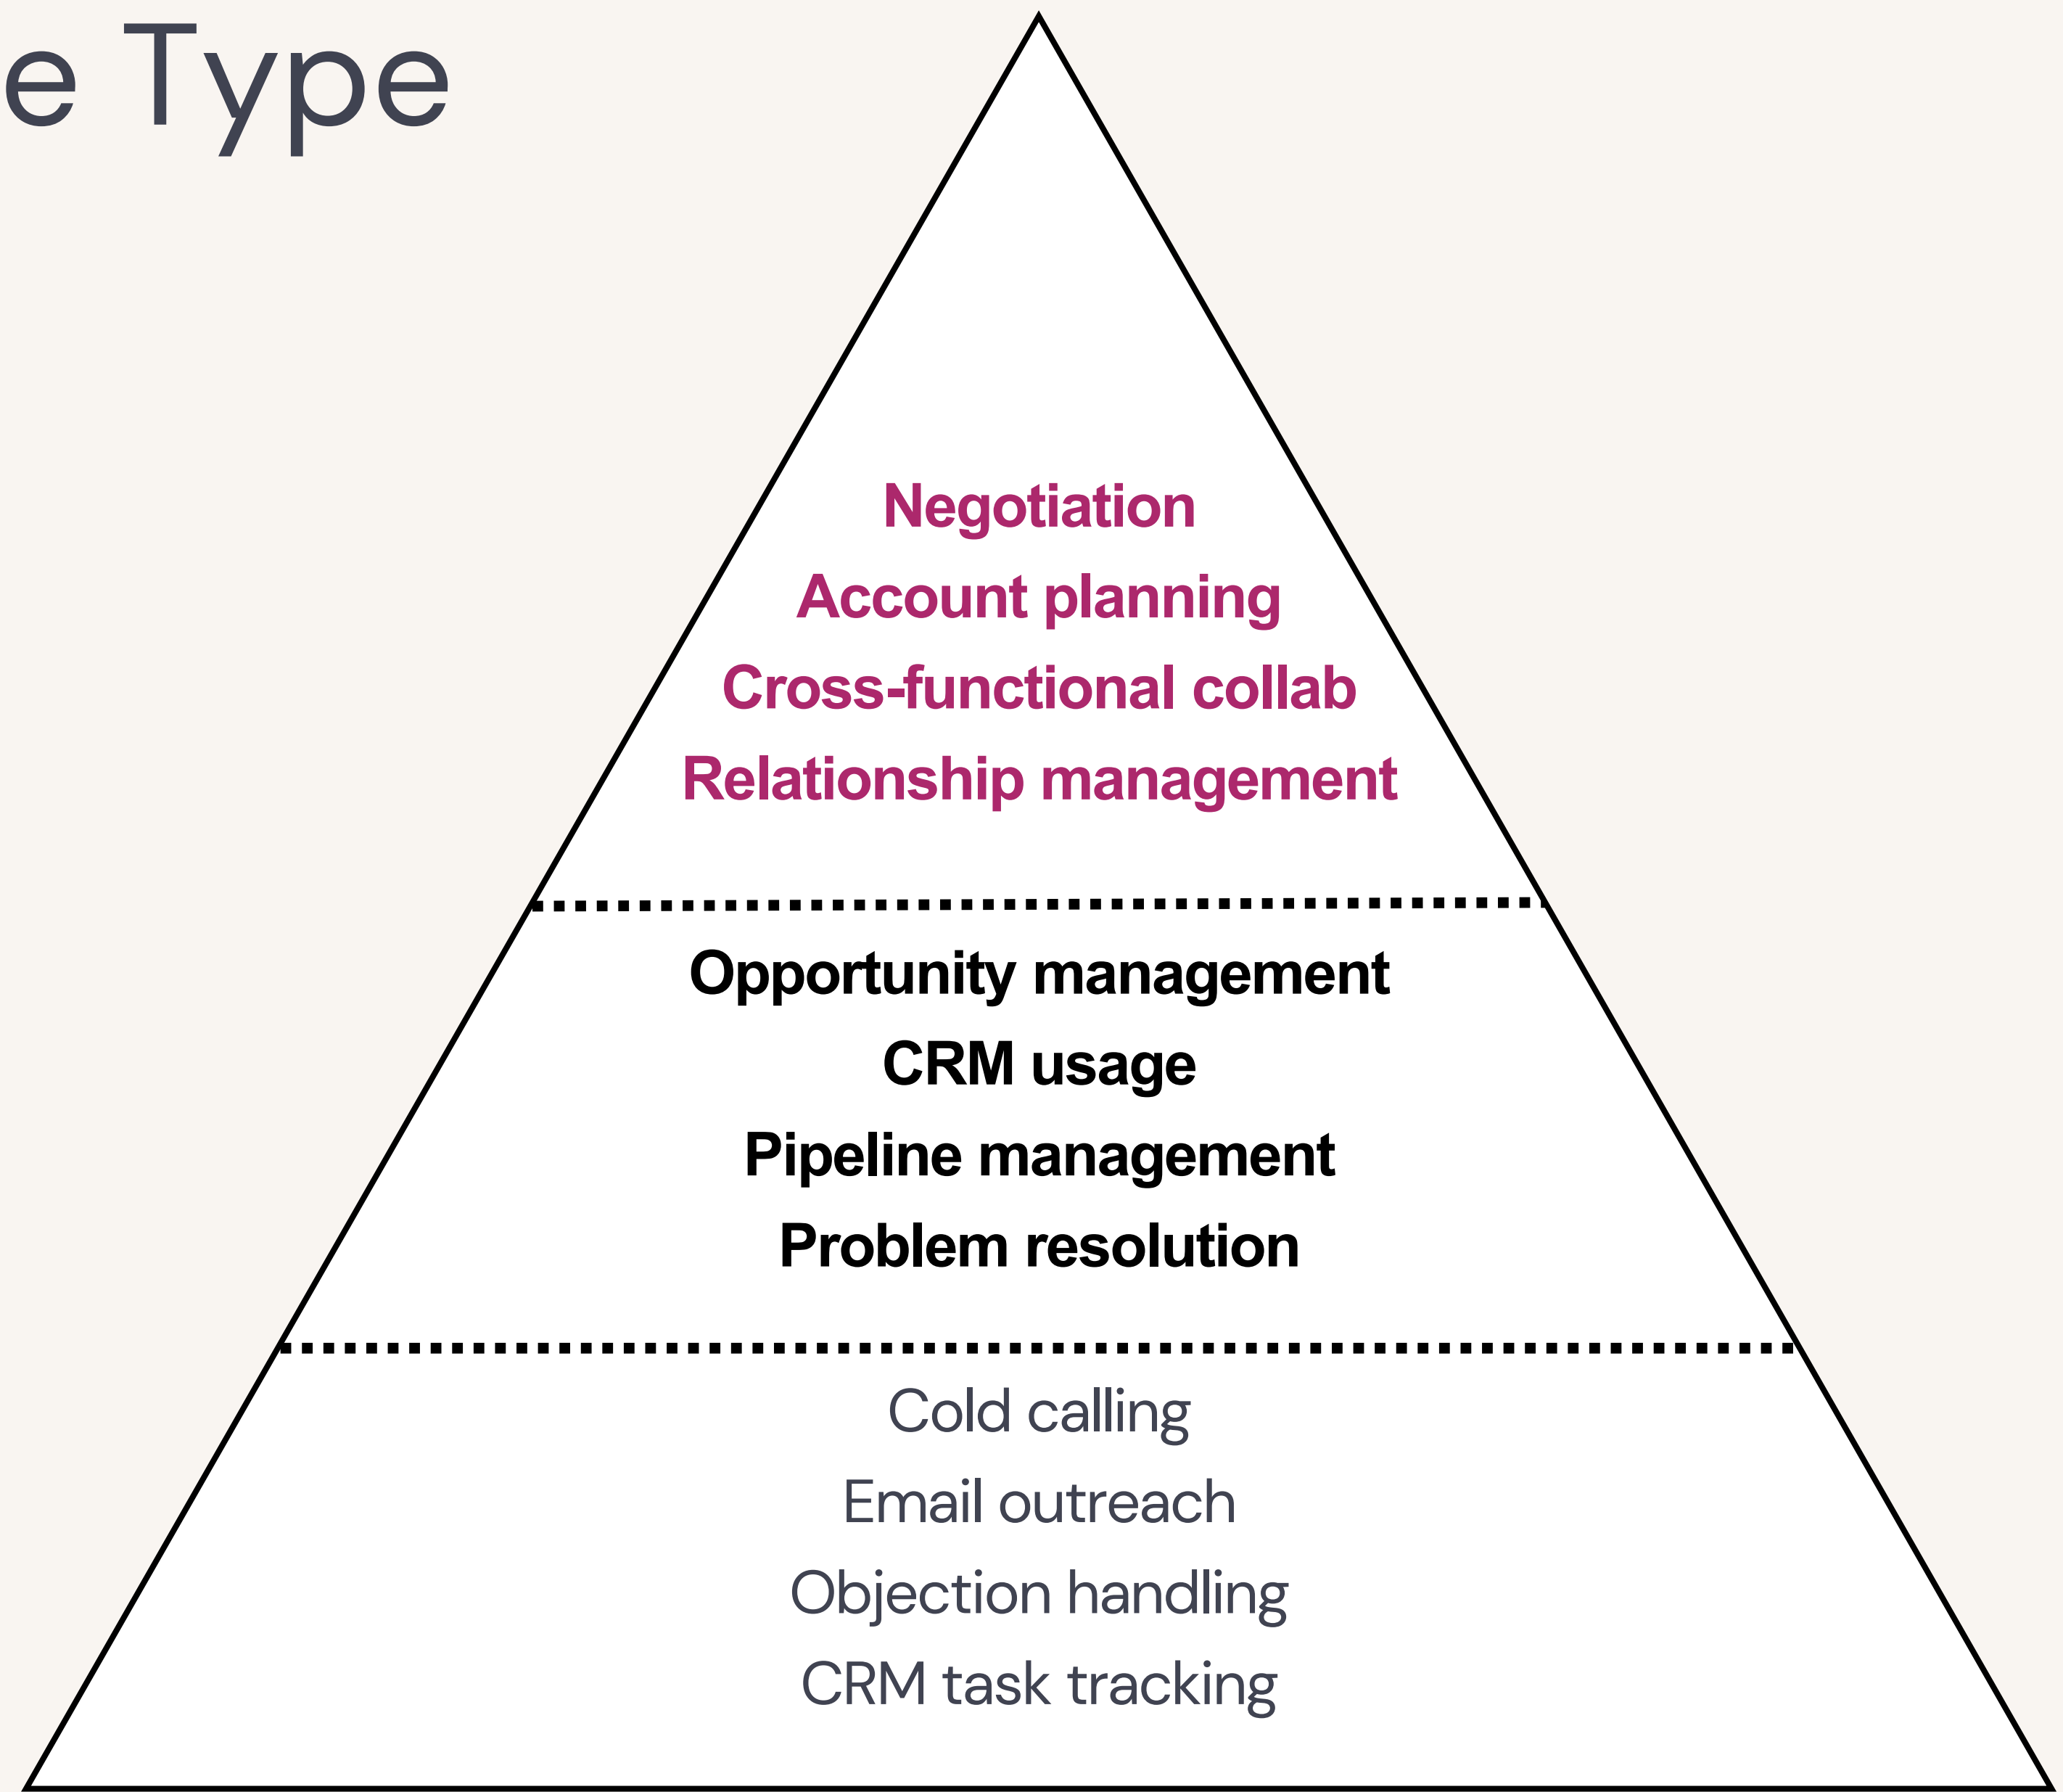 e Type
Negotiation
Account planning
Cross-functional collab
Relationship management
Opportunity management
CRM usage
Pipeline management
Problem resolution
Cold calling
Email outreach
Objection handling
CRM task tracking